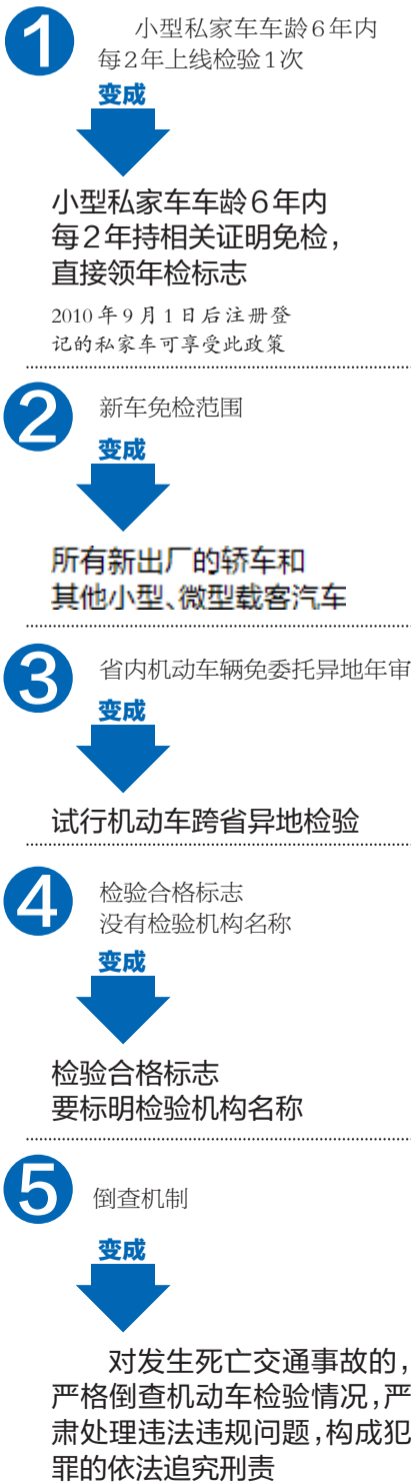 1
小型私家车车龄6年内
每2年上线检验1次
变成
小型私家车车龄6年内
每2年持相关证明免检，
直接领年检标志
2010年9月1日后注册登
记的私家车可享受此政策
2
新车免检范围
变成
所有新出厂的轿车和
其他小型、微型载客汽车
3
省内机动车辆免委托异地年审
变成
试行机动车跨省异地检验
4
检验合格标志
没有检验机构名称
变成
检验合格标志
要标明检验机构名称
5
倒查机制
变成
对发生死亡交通事故的，
严格倒查机动车检验情况，严
肃处理违法违规问题，构成犯
罪的依法追究刑责